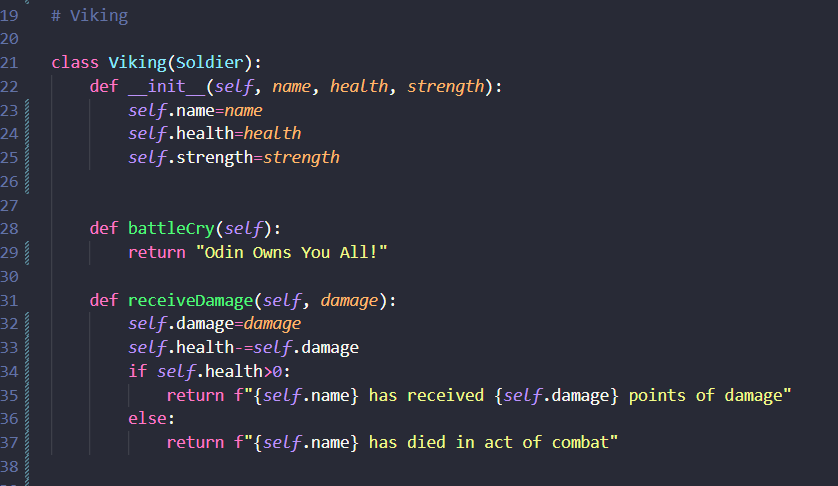 19 # Viking
20
21 class Viking(Soldier):
22     def __init__(self, name, health, strength):
23         self.name=name
24         self.health=health
25         self.strength=strength
26
27
28     def battleCry(self):
29         return "Odin Owns You All!"
30
31     def receiveDamage(self, damage):
32         self.damage=damage
33         self.health-=self.damage
34         if self.health>0:
35             return f"{self.name} has received {self.damage} points of damage"
36         else:
37             return f"{self.name} has died in act of combat"
38